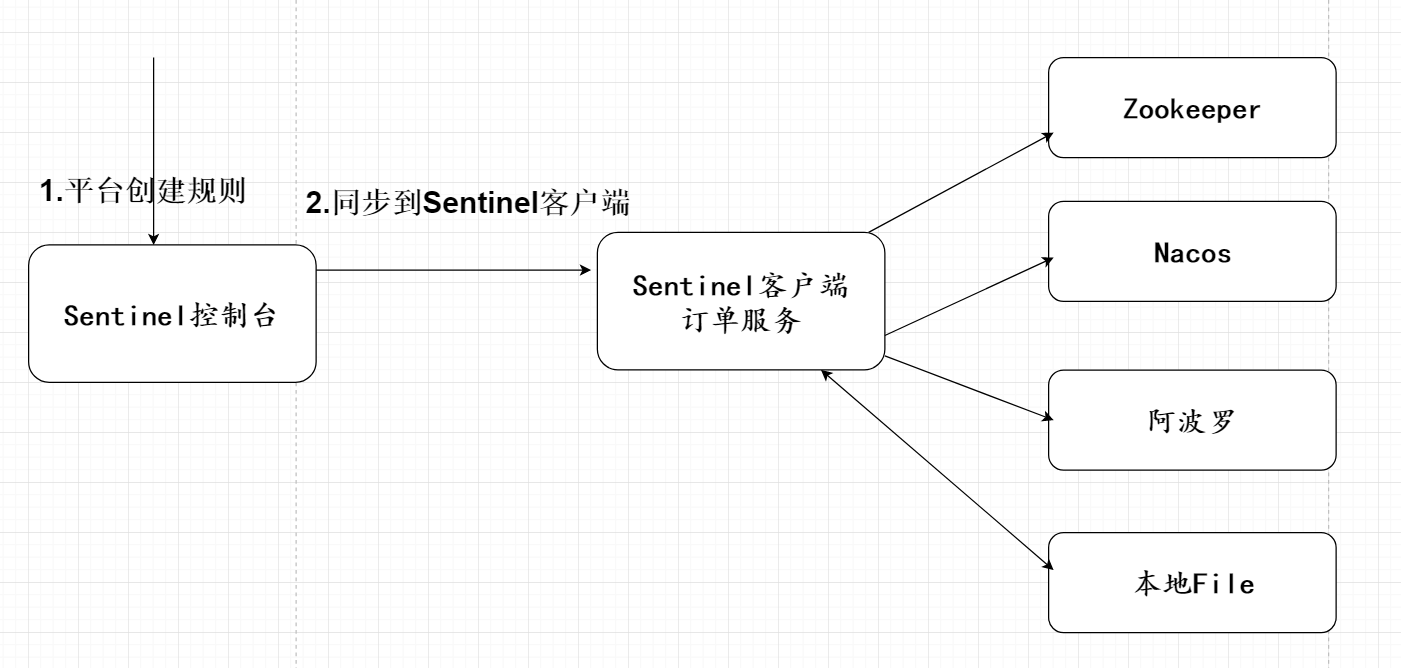 1.平台创建规则
2.同步到Sentinel客户端
Sentinel控制台
Sentinel客户端
订单服务
Zookeeper
Nacos
阿波罗
本地File